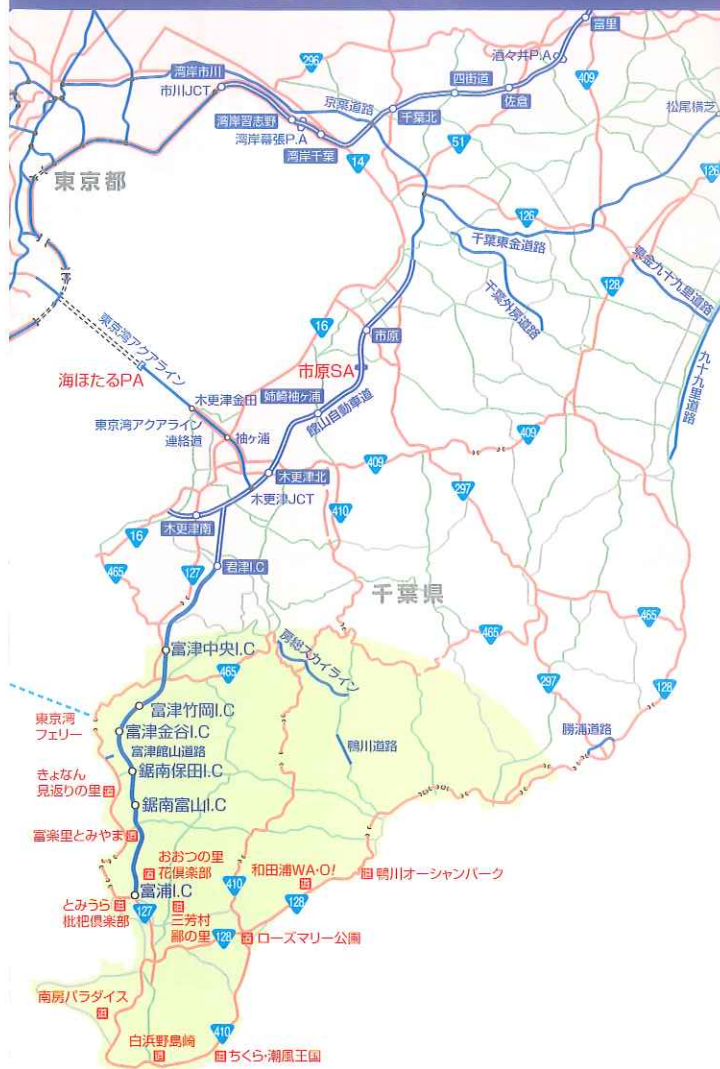 富里
酒々井P.A
湾岸市川
296
四街道
409
市川JCT
京葉道路
佐倉
松尾横芝
千葉北
湾岸習志野
湾岸幕張P.A
51
湾岸千葉
14
126
東京都
126
千葉東金道路
東金九十九里道路
128
千葉外房道路
16
市原
東京湾アクアライン
九十九里道路
市原SA
海ほたるPA
木更津金田
姉崎袖ヶ浦
館山自動車道
東京湾アクアライン
連絡道
袖ヶ浦
409
409
木更津北
297
木更津JCT
410
木更津南
16
465
127
君津I.C
千葉県
465
465
富津中央I.C
房総スカイライン
465
297
128
富津竹岡I.C
東京湾
フェリー
富津金谷I.C
勝浦道路
富津館山道路
鴨川道路
鋸南保田I.C
きょなん
見返りの里
道
鋸南富山I.C
富楽里とみやま
道
おおつの里
花倶楽部
道
和田浦WA・O!
道
道
鴨川オーシャンパーク
410
富浦I.C
とみうら
枇杷倶楽部
道
127
道
三芳村
鄙の里
128
128
道
ローズマリー公園
南房パラダイス
道
白浜野島崎
道
410
道
ちくら・潮風王国